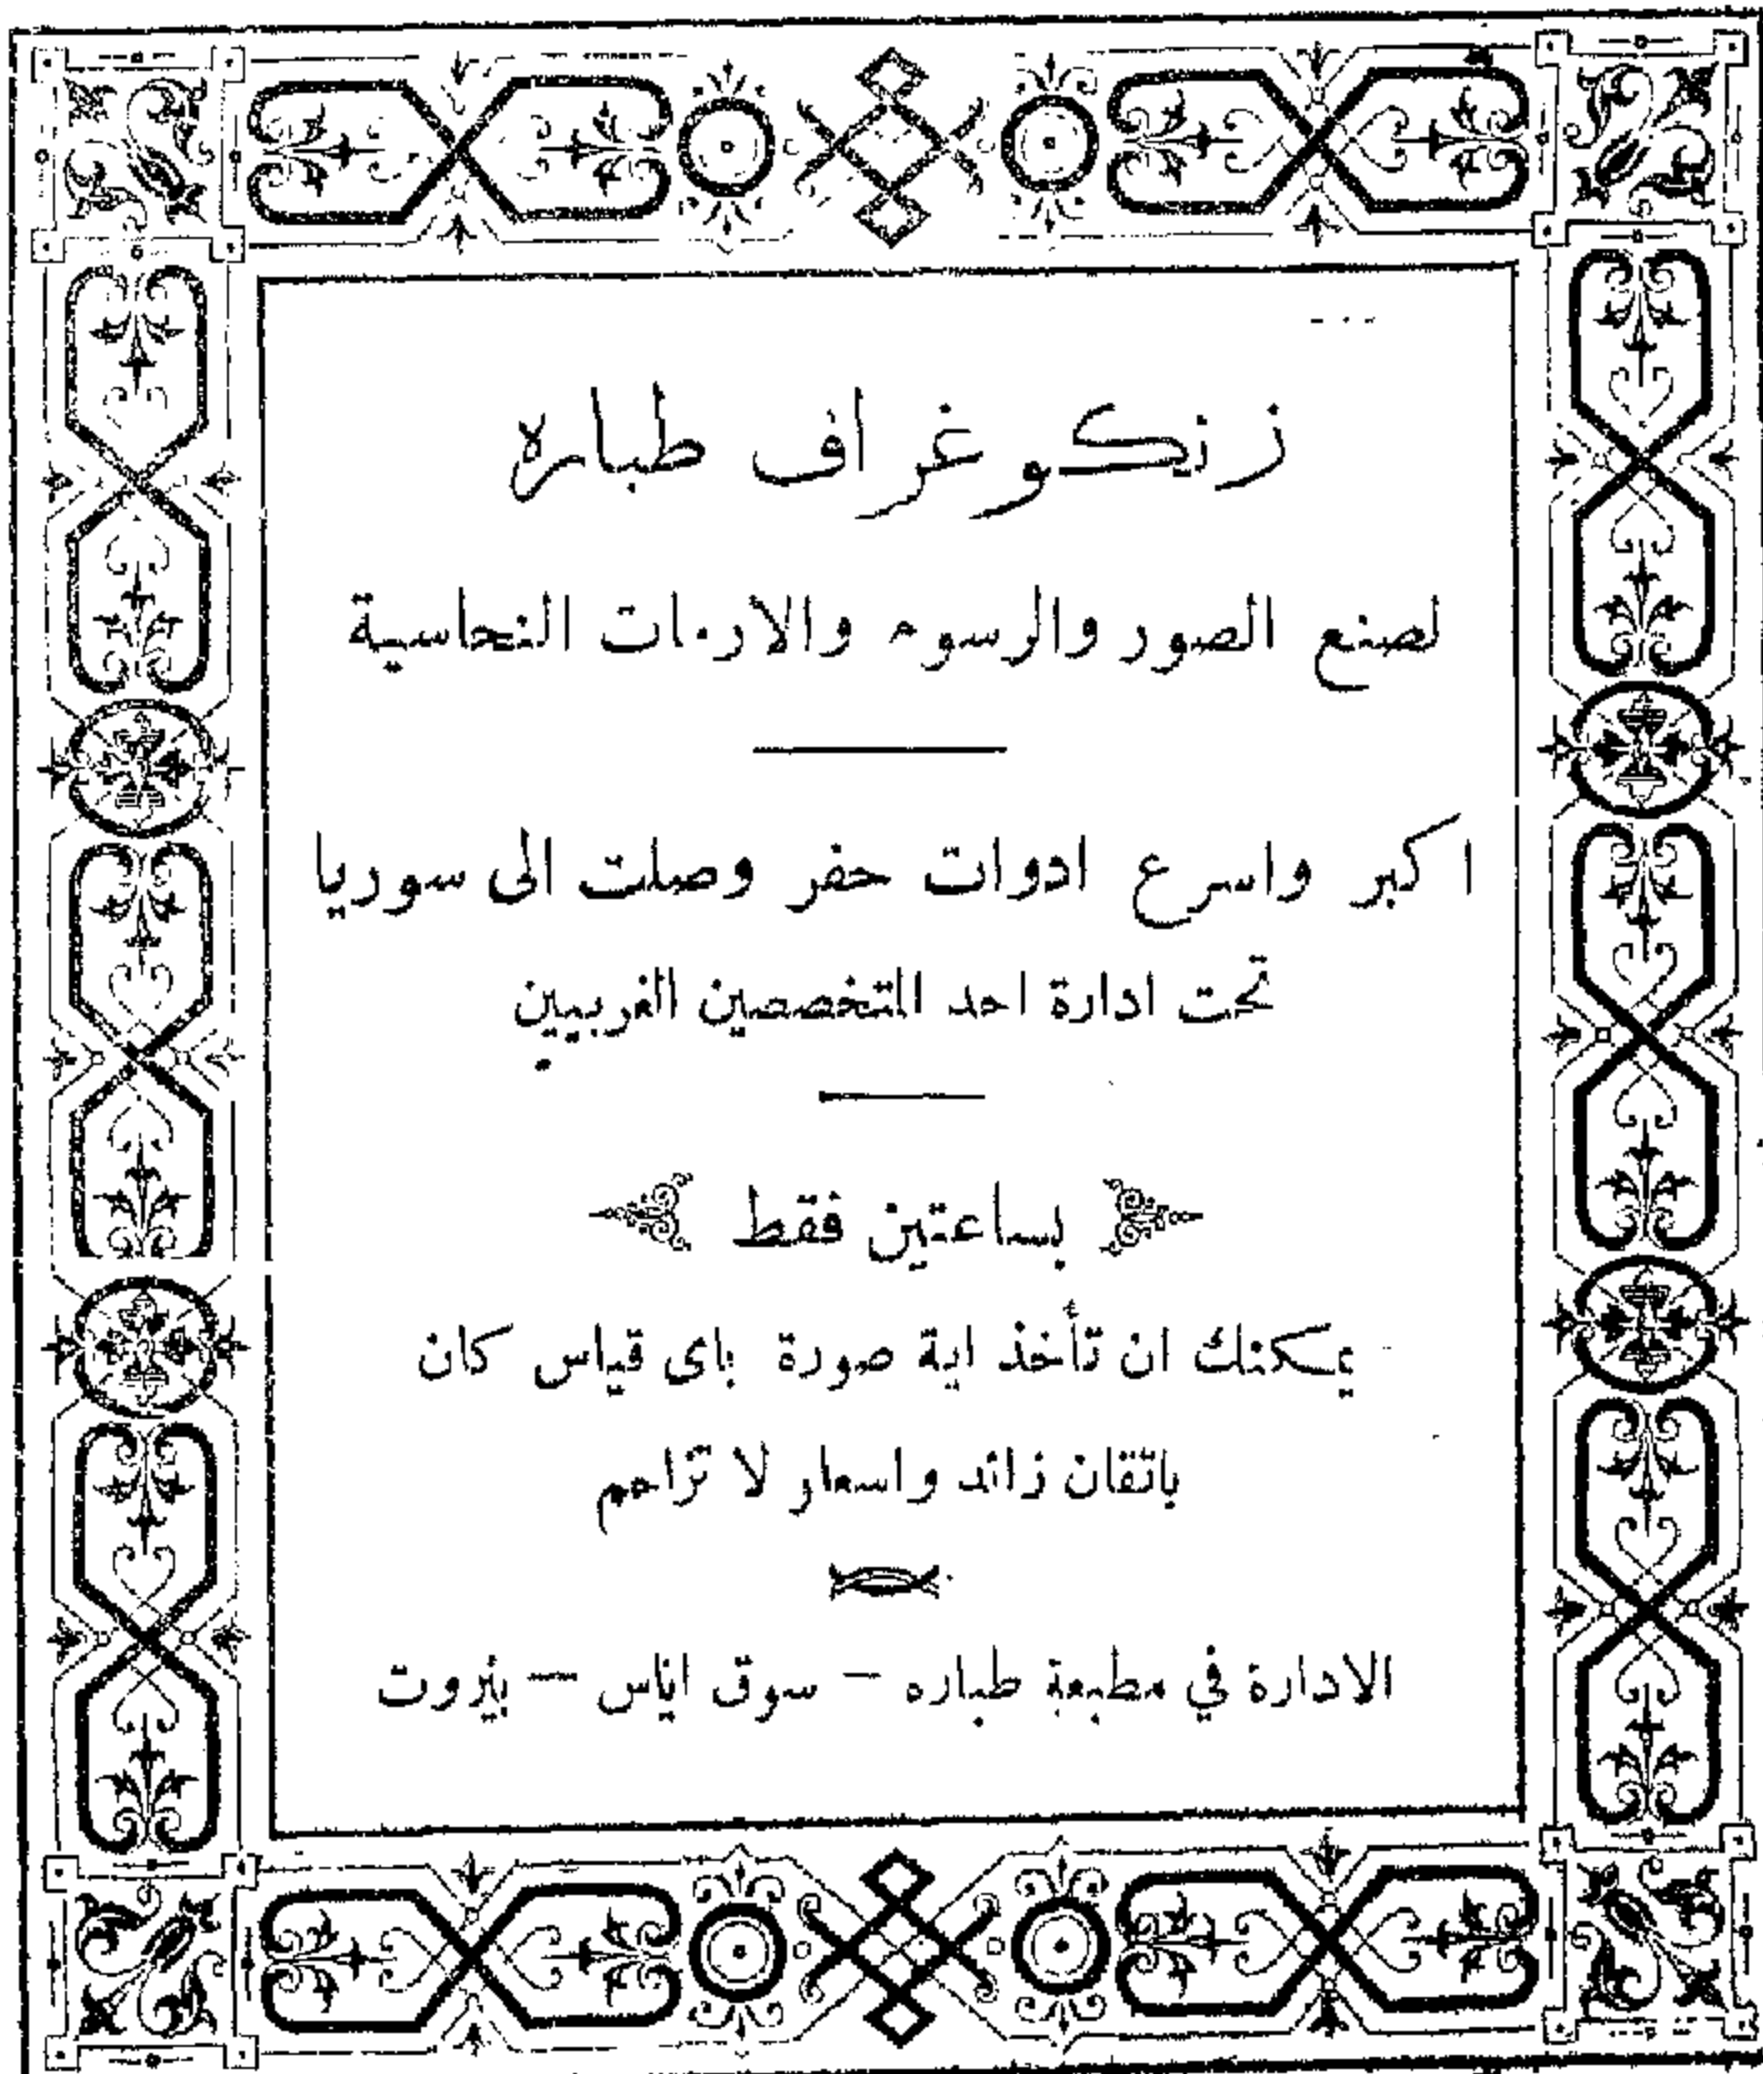 زنكوغراف طباره
لصنع الصور والرسوم والارمات النحاسية
اكبر واسرع ادوات حفر وصلت الى سوريا
تحت ادارة احد المتخصصين الغربيين
بساعتين فقط
يمكنك ان تأخذ اية صورة باى قياس كان
باتقان زائد واسعار لا تزاحم
الادارة في مطبعة طباره — سوق اياس — بيروت